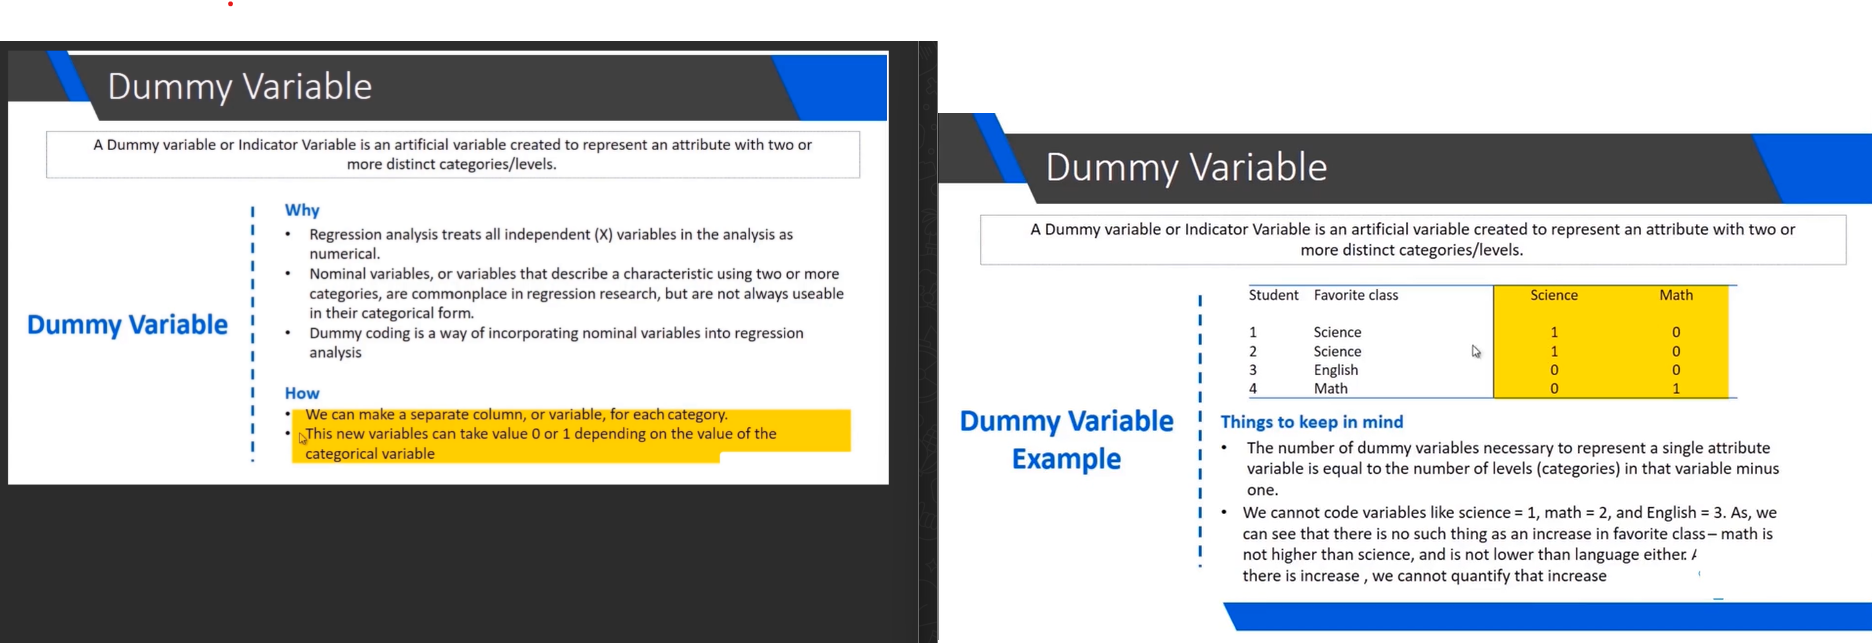 Dummy Variable
A Dummy variable or Indicator Variable is an artificial variable created to represent an attribute with two or
more distinct categories/levels.
Dummy Variable
Why
• Regression analysis treats all independent (X) variables in the analysis as
numerical.
• Nominal variables, or variables that describe a characteristic using two or more
categories, are commonplace in regression research, but are not always useable
in their categorical form.
• Dummy coding is a way of incorporating nominal variables into regression
analysis
How
• We can make a separate column, or variable, for each category.
• This new variables can take value 0 or 1 depending on the value of the
categorical variable
Dummy Variable
A Dummy variable or Indicator Variable is an artificial variable created to represent an attribute with two or
more distinct categories/levels.
Dummy Variable
Example
Student Favorite class Science Math
1 Science 1 0
2 Science 1 0
3 English 0 0
4 Math 0 1
Things to keep in mind
• The number of dummy variables necessary to represent a single attribute
variable is equal to the number of levels (categories) in that variable minus
one.
• We cannot code variables like science = 1, math = 2, and English = 3. As, we
can see that there is no such thing as an increase in favorite class – math is
not higher than science, and is not lower than language either.
there is increase , we cannot quantify that increase